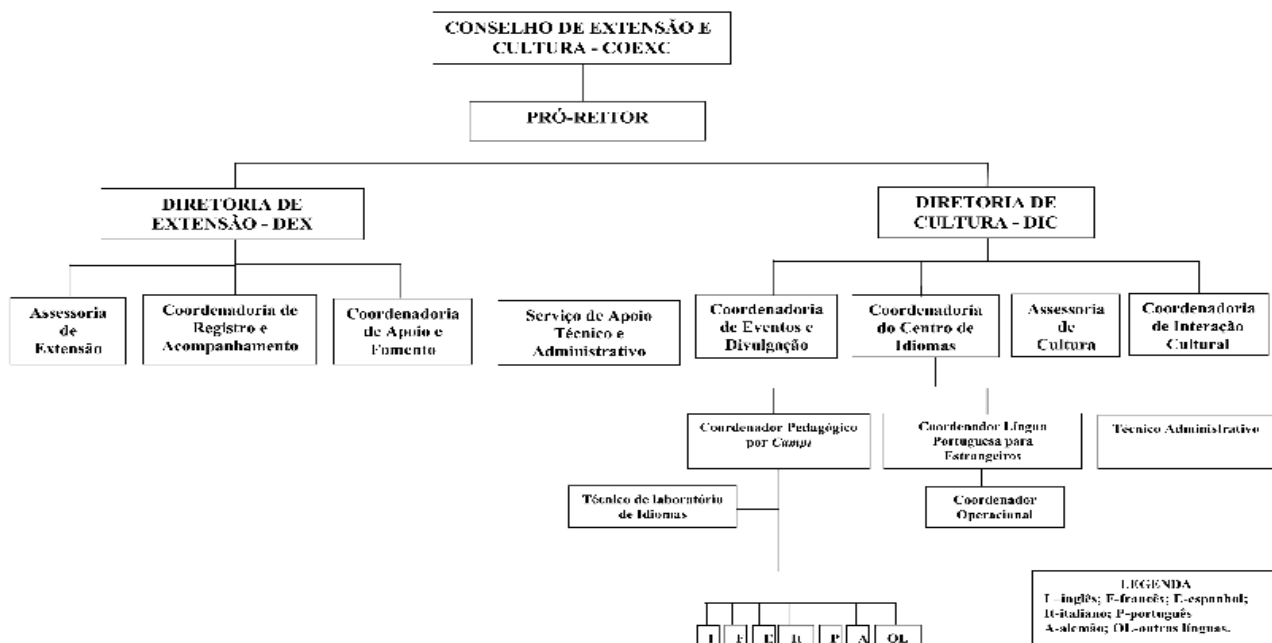 CONSELHO DE EXTENSÃO E
CULTURA - COEXC
PRÓ-REITOR
DIRETORIA DE
EXTENSÃO - DEX
DIRETORIA DE
CULTURA - DIC
Assessoria
de
Extensão
Coordenadoria de
Registro e
Acompanhamento
Coordenadoria
de Apoio e
Fomento
Serviço de Apoio
Técnico e
Administrativo
Coordenadoria
de Eventos e
Divulgação
Coordenadoria
do Centro de
Idiomas
Assessoria
de
Cultura
Coordenadoria
de Interação
Cultural
Coordenador Pedagógico
por Campi
Coordenador Língua
Portuguesa para
Estrangeiros
Técnico Administrativo
Técnico de laboratório
de Idiomas
Coordenador
Operacional
LEGENDA
I -inglês; F-francês; E-espanhol;
It-italiano; P-português
A-alemão; OL-outras línguas.
I F E It P A OL